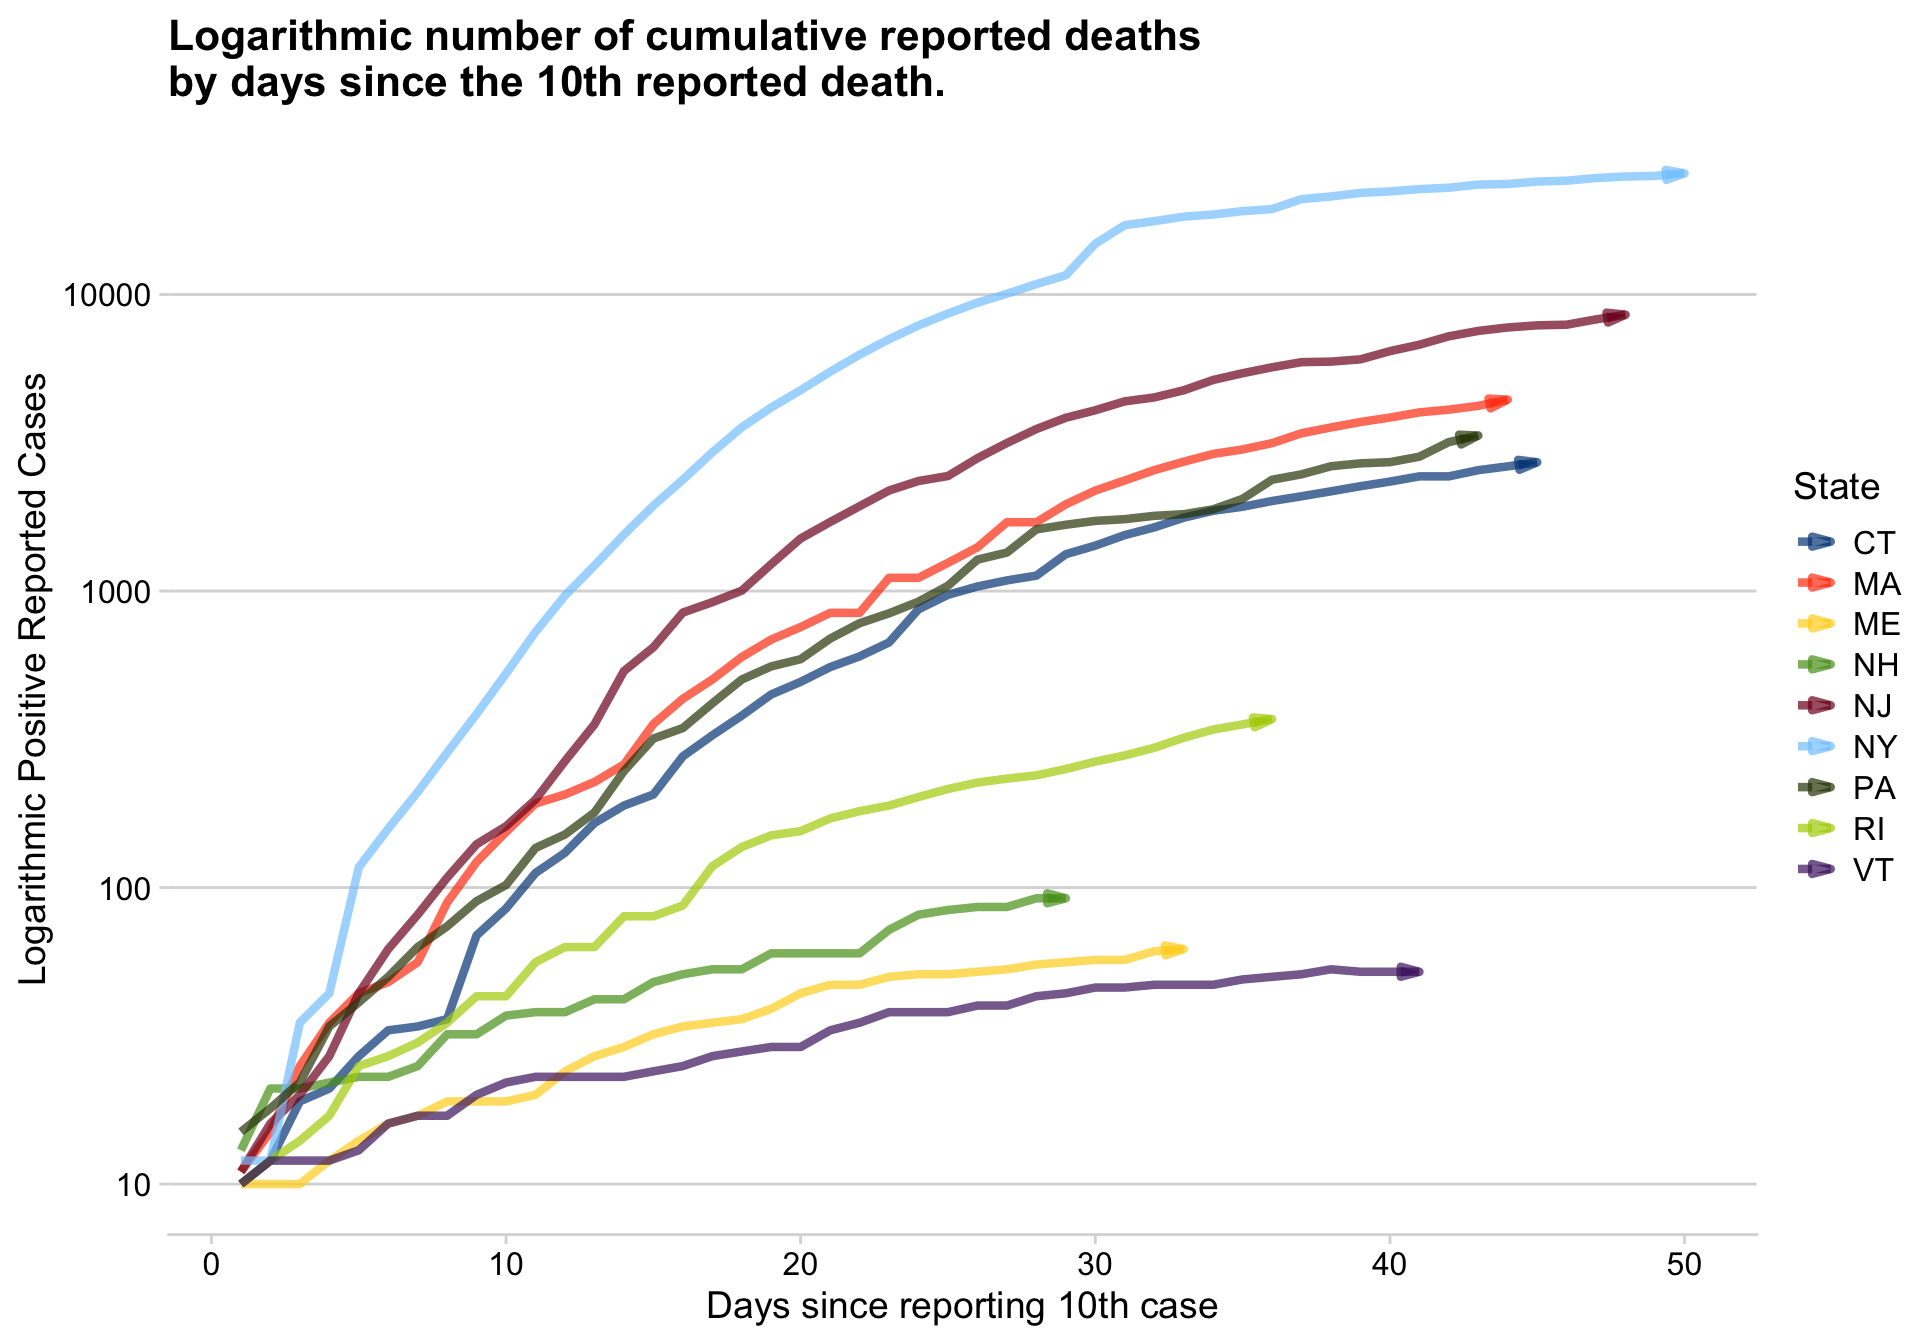 Logarithmic number of cumulative reported deaths
by days since the 10th reported death.
Logarithmic Positive Reported Cases
10000
1000
100
10
0
10
20
30
40
50
Days since reporting 10th case
State
CT
MA
ME
NH
NJ
NY
PA
RI
VT